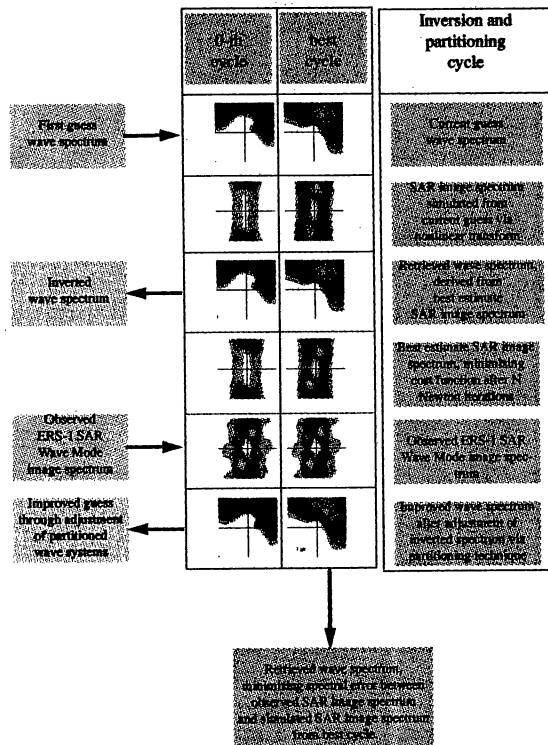 0-th
cycle
best
cycle
Inversion and
partitioning
cycle
First guess
wave spectrum
Current guess
wave spectrum
SAR image spectrum
simulated from
current guess via
nonlinear transform
Inverted
wave spectrum
Retrieved wave spectrum,
derived from
best estimate
SAR image spectrum
Best estimate SAR image
spectrum, minimizing
cost function after N
Newton iterations
Observed
ERS-1 SAR
Wave Mode
image spectrum
Observed ERS-1 SAR
Wave Mode image spec-
trum
Improved guess
through adjustment
of partitioned
wave systems
Improved wave spectrum
after adjustment of
inverted spectrum via
partitioning technique
Retrieved wave spectrum,
minimizing spectral error between
observed SAR image spectrum
and simulated SAR image spectrum
from best cycle.